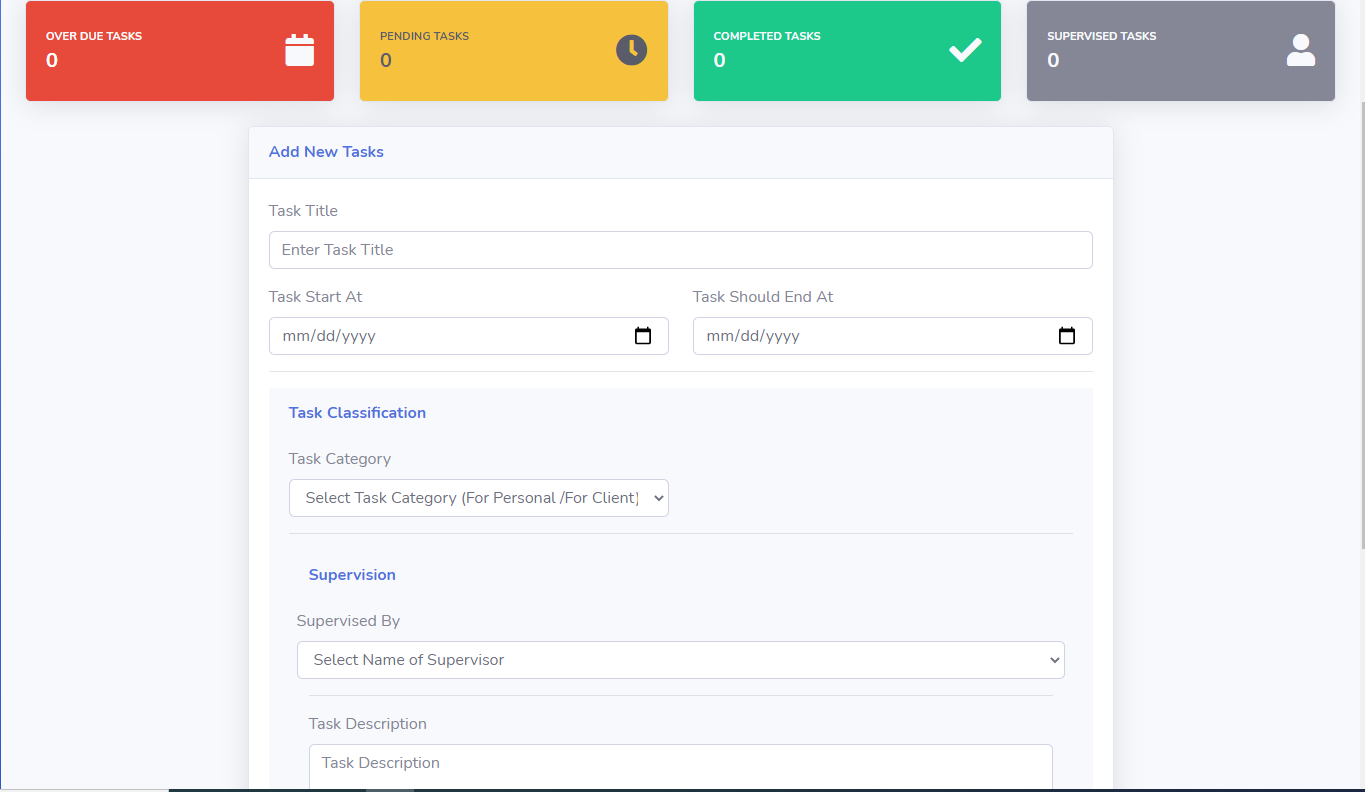 OVER DUE TASKS
0
PENDING TASKS
0
COMPLETED TASKS
0
SUPERVISED TASKS
0
Add New Tasks
Task Title
Enter Task Title
Task Start At
Task Should End At
mm/dd/yyyy
mm/dd/yyyy
Task Classification
Task Category
Select Task Category (For Personal /For Client)
Supervision
Supervised By
Select Name of Supervisor
Task Description
Task Description